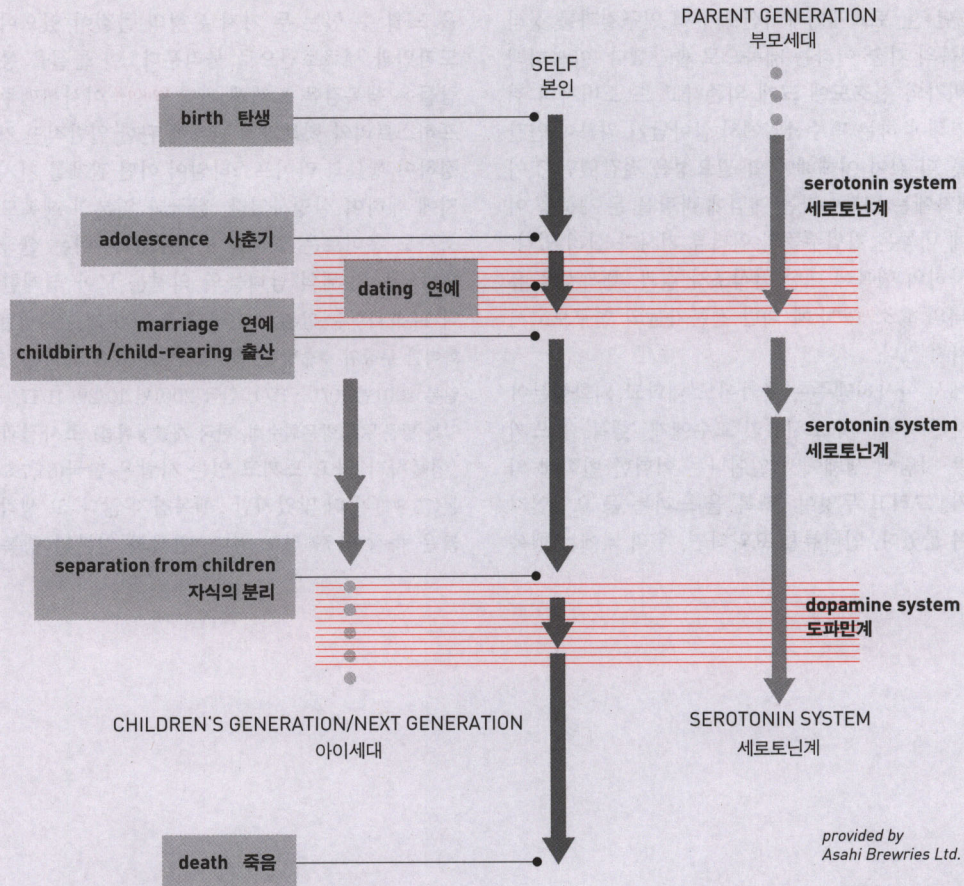 PARENT GENERATION
부모세대
SELF
본인
birth 탄생
serotonin system
세로토닌계
adolescence 사춘기
dating 연예
marriage 연예
childbirth /child-rearing 출산
serotonin system
세로토닌계
separation from children
자식의 분리
dopamine system
도파민계
CHILDREN'S GENERATION/NEXT GENERATION
아이세대
SEROTONIN SYSTEM
세로토닌계
death 죽음
provided by
Asahi Brewries Ltd.